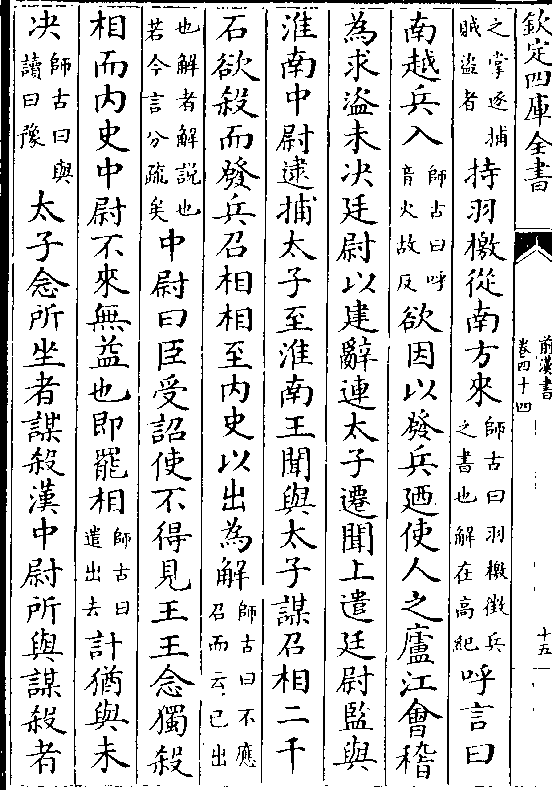 欽定四庫全書
前漢書
卷四十四
十五
之掌逐捕賊盜者持羽檄從南方來師古曰羽檄徵兵之書也解在高紀呼言曰
南越兵入師古曰呼音火故反欲因以發兵廼使人之廬江會稽
為求盜未决廷尉以建辭連太子遷聞上遣廷尉監與
淮南中尉逮捕太子至淮南王聞與太子謀召相二千
石欲殺而發兵召相相至内史以出為解師古曰不應召而云已出
也解者解説也若今言分疏矣中尉曰臣受詔使不得見王王念獨殺
相而内史中尉不來無益也即罷相師古曰遣出去計猶與未
决師古曰與讀曰豫太子念所坐者謀殺漢中尉所與謀殺者